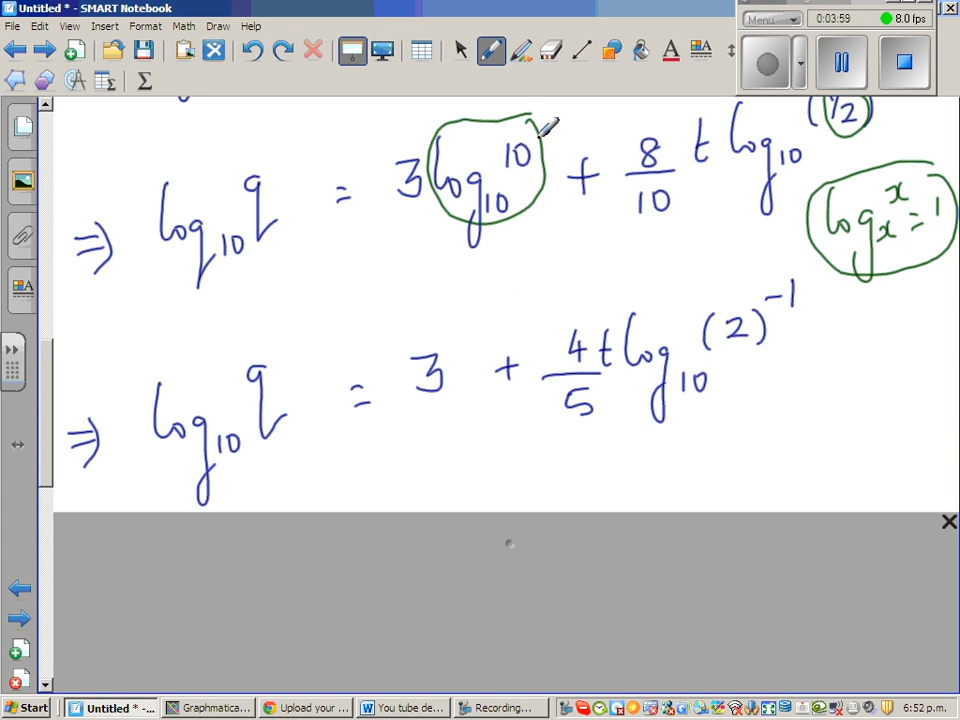 Untitled * - SMART Notebook
File Edit View Insert Format Math Draw Help
Menu 0:03:59 8.0 fps
⇒ log₁₀ q = 3 log₁₀ 10 + 8/10 t log₁₀ (1/2)
logₓ x = 1
⇒ log₁₀ q = 3 + 4/5 t log₁₀ (2)⁻¹
Start Untitled * -... Graphmatica... Upload your ... You tube de... Recording... 6:52 p.m.